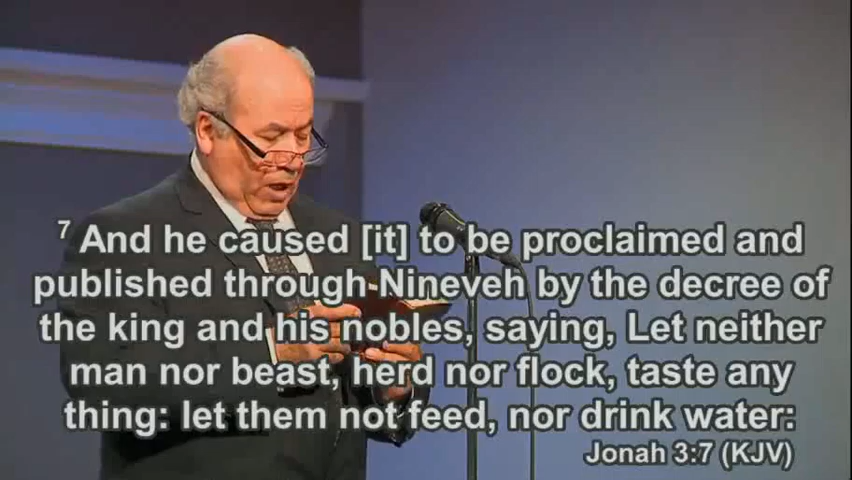 7 And he caused [it] to be proclaimed and
published through Nineveh by the decree of
the king and his nobles, saying, Let neither
man nor beast, herd nor flock, taste any
thing: let them not feed, nor drink water:
Jonah 3:7 (KJV)